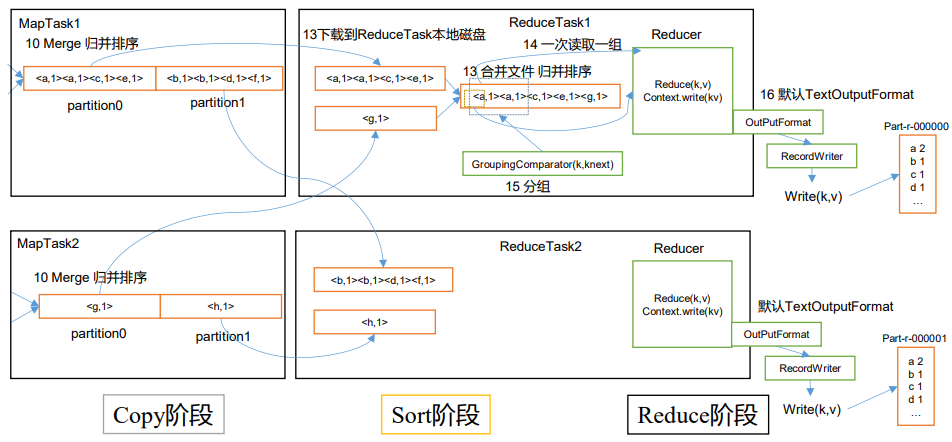 MapTask1
10 Merge 归并排序
<a,1><a,1><c,1><e,1>
<b,1><b,1><d,1><f,1>
partition0
partition1
ReduceTask1
13下载到ReduceTask本地磁盘
<a,1><a,1><c,1><e,1>
<g,1>
14 一次读取一组
13 合并文件 归并排序
<a,1><a,1><c,1><e,1><g,1>
GroupingComparator(k,knext)
15 分组
Reducer
Reduce(k,v)
Context.write(kv)
16 默认TextOutputFormat
OutPutFormat
RecordWriter
Write(k,v)
Part-r-000000
a 2
b 1
c 1
d 1
…
MapTask2
10 Merge 归并排序
<g,1>
<h,1>
partition0
partition1
ReduceTask2
<b,1><b,1><d,1><f,1>
<h,1>
Reducer
Reduce(k,v)
Context.write(kv)
默认TextOutputFormat
OutPutFormat
RecordWriter
Write(k,v)
Part-r-000001
a 2
b 1
c 1
d 1
…
Copy阶段
Sort阶段
Reduce阶段